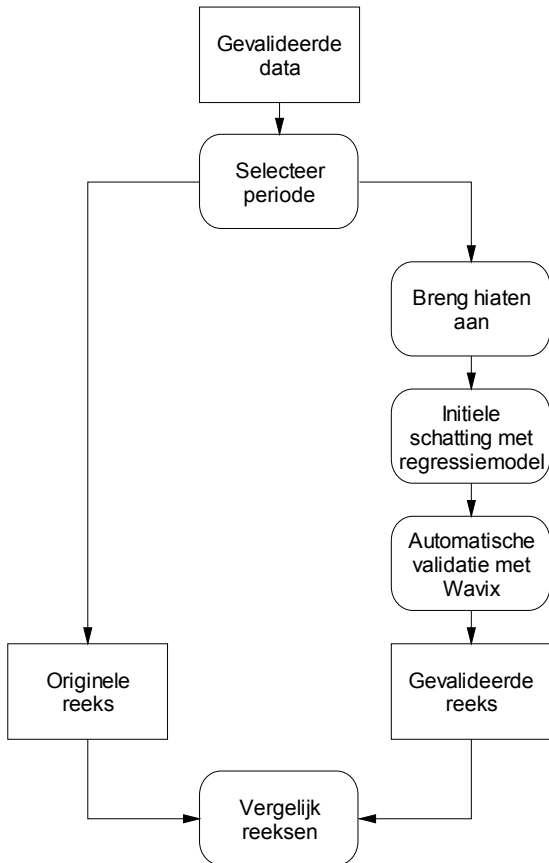 Gevalideerde
data
Selecteer
periode
Breng hiaten
aan
Initiele
schatting met
regressiemodel
Automatische
validatie met
Wavix
Originele
reeks
Gevalideerde
reeks
Vergelijk
reeksen